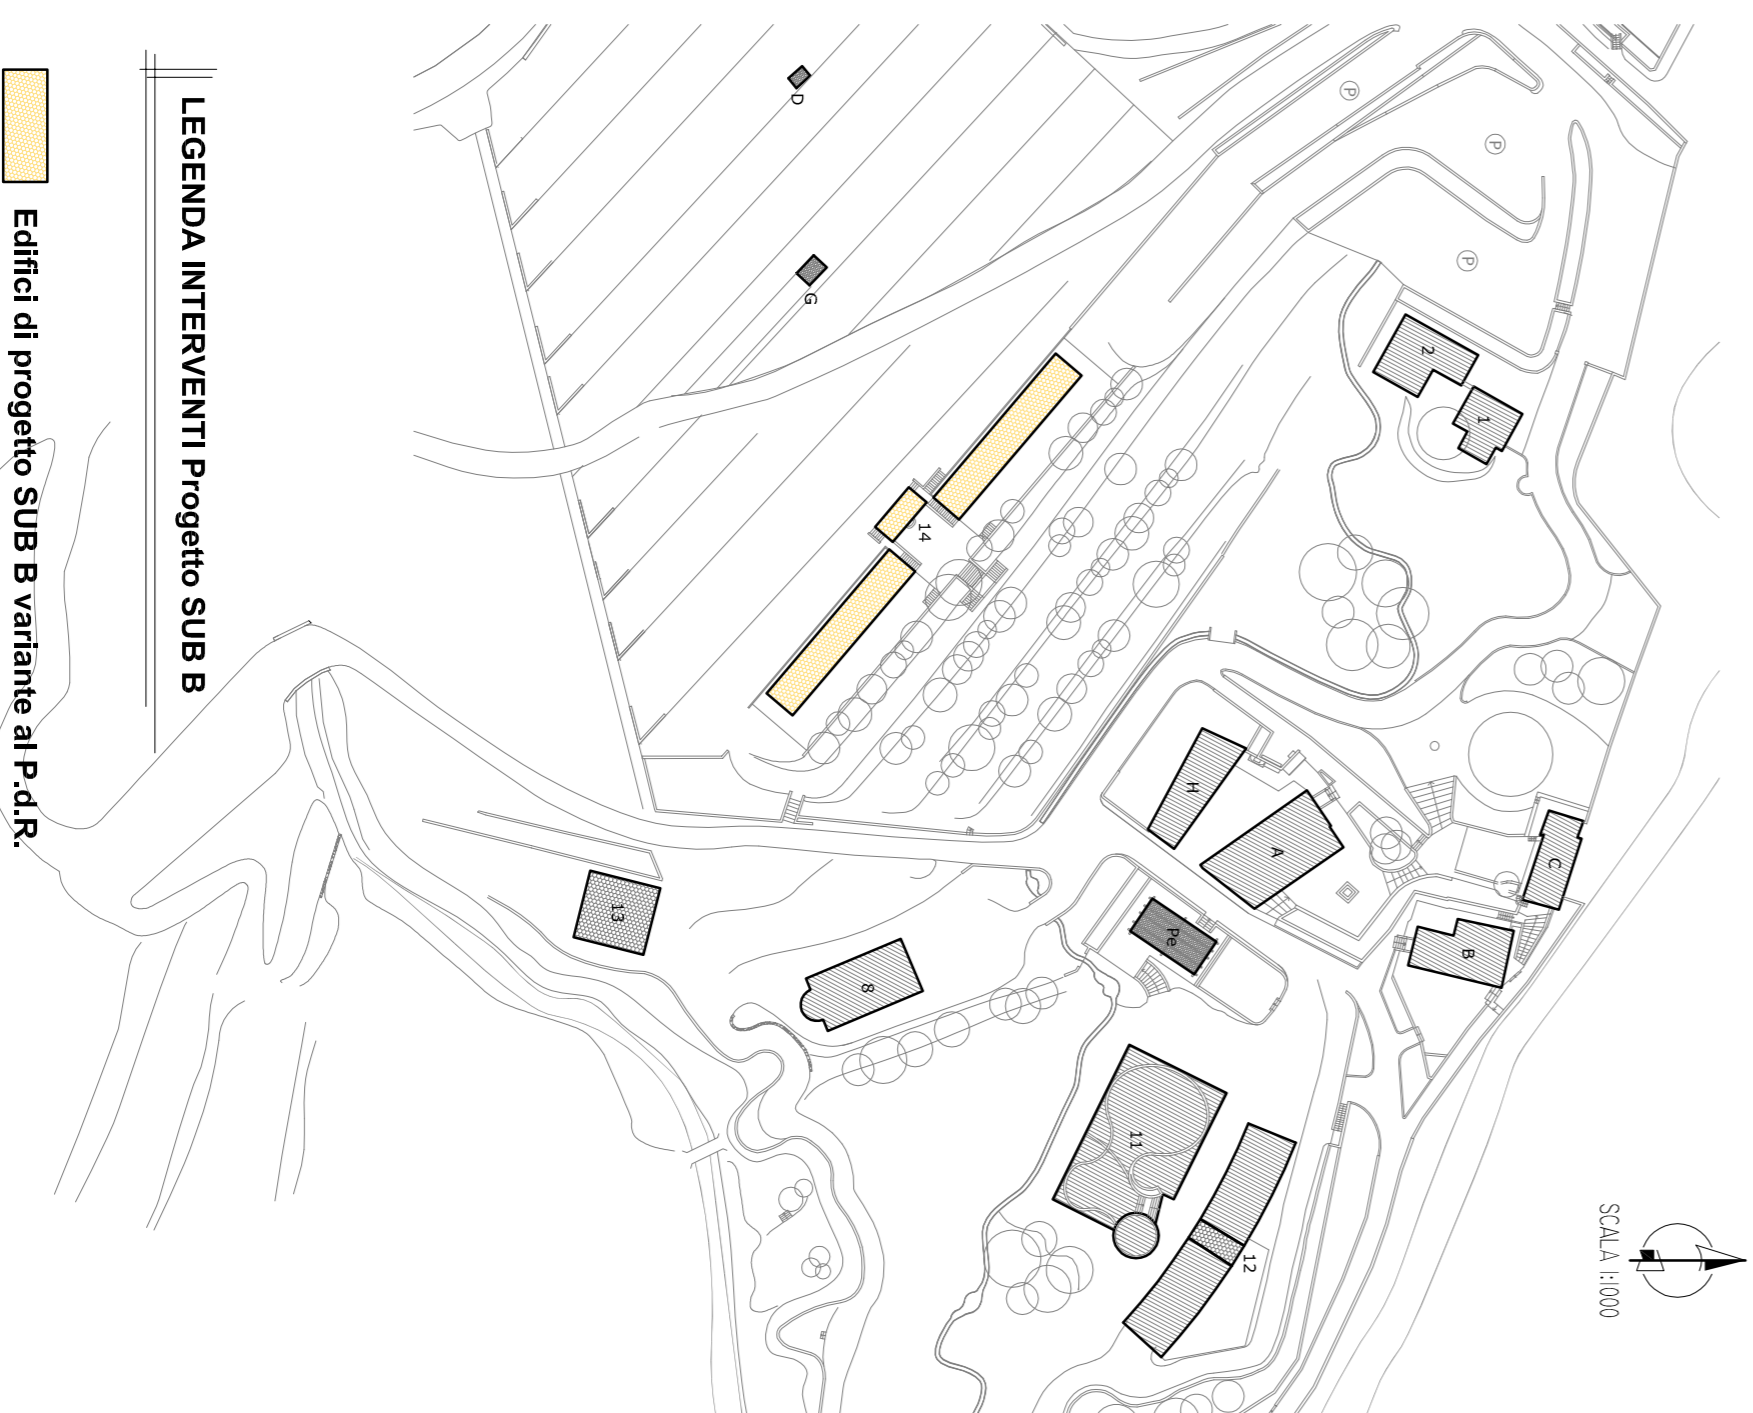 SCALA 1:1000
P
P
P
2
1
C
B
A
H
Pe
12
11
14
8
13
D
G
LEGENDA INTERVENTI Progetto SUB B
Edifici di progetto SUB B variante al P.d.R.